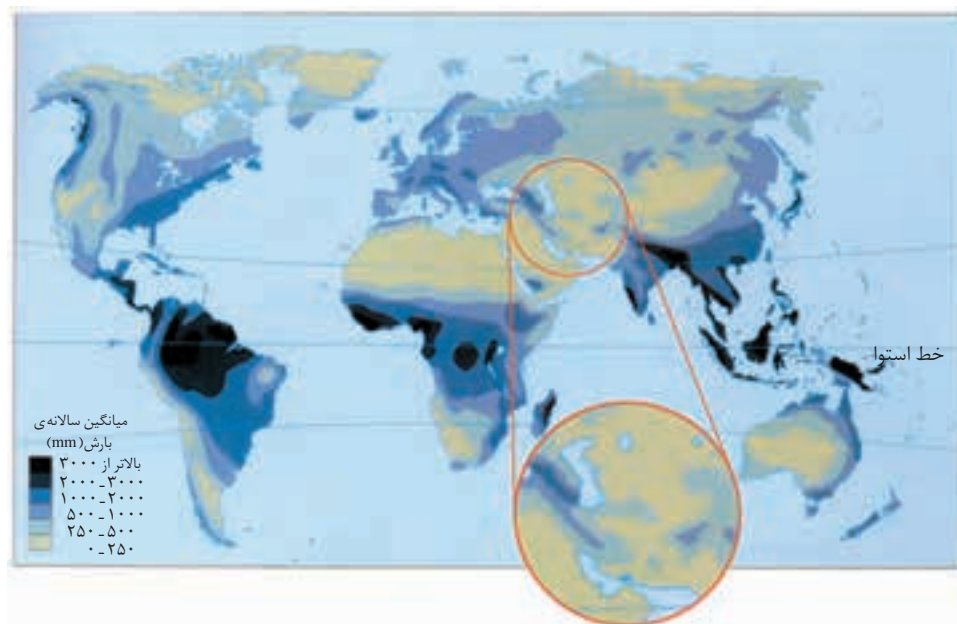 خط استوا
میانگین سالانه‌ی
بارش (mm)
بالاتر از ۳۰۰۰
۲۰۰۰-۳۰۰۰
۱۰۰۰-۲۰۰۰
۵۰۰-۱۰۰۰
۲۵۰-۵۰۰
۰-۲۵۰